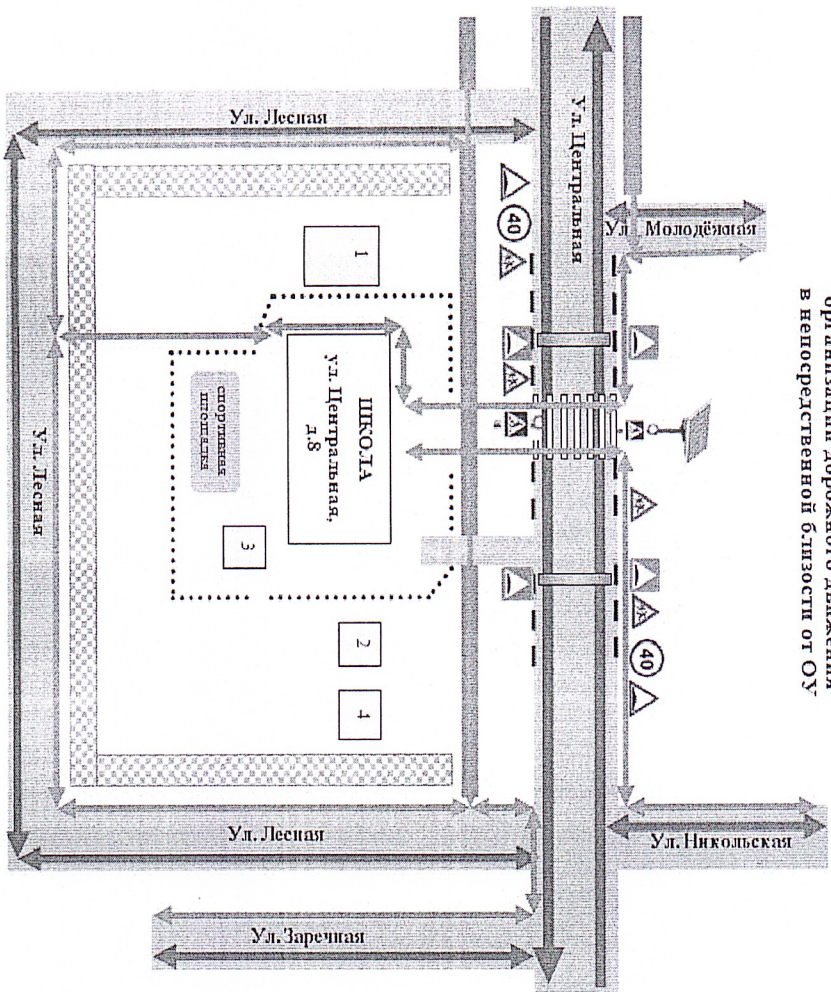 организации дорожного движения
в непосредственной близости от ОУ
Ул. Лесная
Ул. Центральная
Ул. Молодёжная
40
1
ШКОЛА
ул. Центральная,
д.8
спортивная
площадка
Ул. Лесная
3
2
4
40
Ул. Лесная
Ул. Никольская
Ул. Заречная